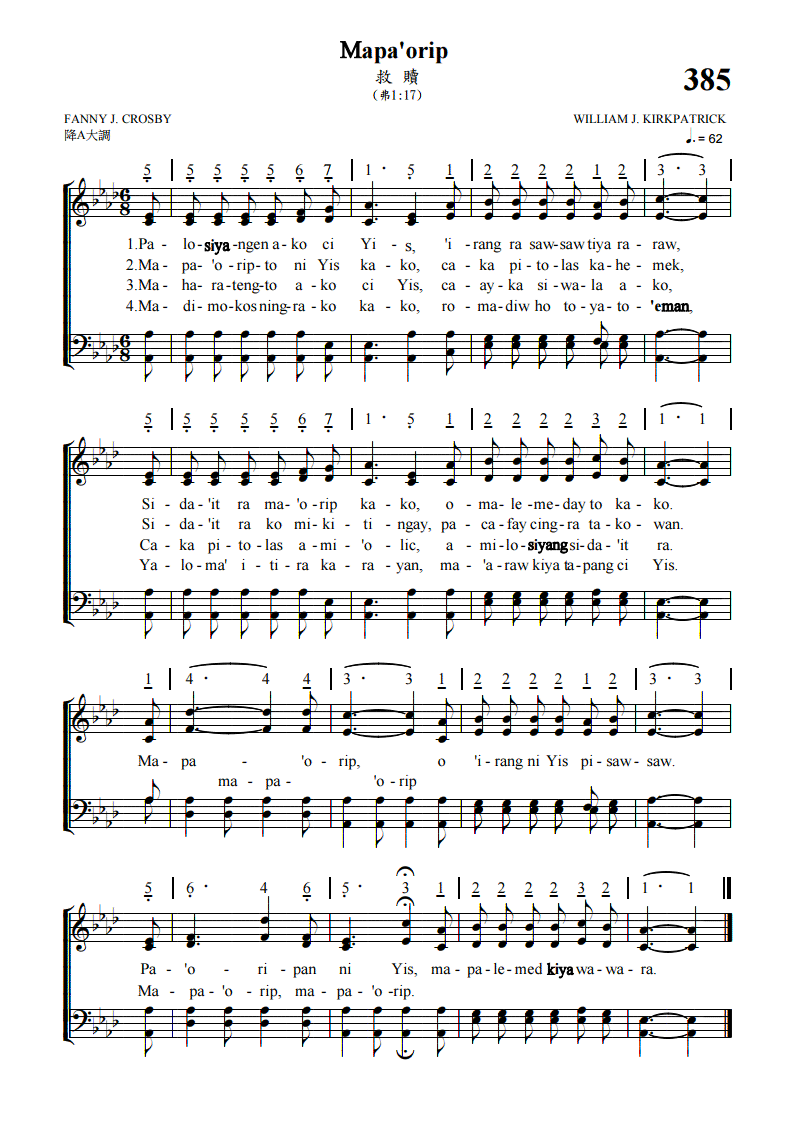 Mapa'orip
救 贖
(弗1:17)
385
FANNY J. CROSBY
WILLIAM J. KIRKPATRICK
降A大調
♩. = 62
5 | 5 5 5 5 6 7 | 1 · 5 1 | 2 2 2 2 1 2 | 3 · 3
1.Pa - lo-siya-ngen a-ko ci Yi - s, 'i - rang ra saw-saw tiya ra-raw,
2.Ma - pa-'o-rip-to ni Yis ka-ko, ca-ka pi-to-las ka-he-mek,
3.Ma - ha-ra-teng-to a-ko ci Yis, ca-ay-ka si-wa-la a-ko,
4.Ma-di-mo-kos ning-ra-ko ka-ko, ro-ma-diw ho to-ya-to-'eman,
5 | 5 5 5 5 6 7 | 1 · 5 1 | 2 2 2 2 3 2 | 1 · 1
Si - da-'it ra ma-'o-rip ka-ko, o -ma-le-me-day to ka-ko.
Si - da-'it ra ko mi-ki-ti-ngay, pa-ca-fay cing-ra ta-ko-wan.
Ca - ka pi-to-las a-mi-'o-lic, a-mi-lo-siyang si-da-'it ra.
Ya - lo-ma' i-ti-ra ka-ra-yan, ma-'a-raw kiya ta-pang ci Yis.
1 | 4 · 4 4 | 3 · 3 1 | 2 2 2 2 1 2 | 3 · 3
Ma - pa - 'o - rip, o 'i-rang ni Yis pi-saw-saw.
ma - pa- 'o-rip
5 | 6 · 4 6 | 5 · 3 1 | 2 2 2 2 3 2 | 1 · 1
Pa - 'o - ri - pan ni Yis, ma-pa-le-med kiya wa-wa-ra.
Ma - pa-'o-rip, ma-pa-'o-rip.